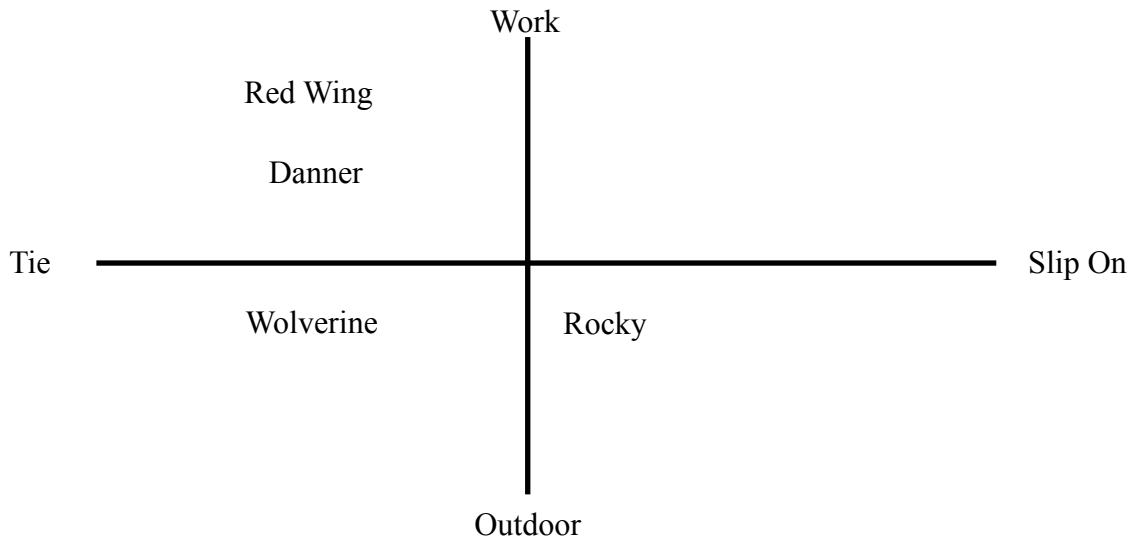 Work
Red Wing
Danner
Tie
Slip On
Wolverine
Rocky
Outdoor